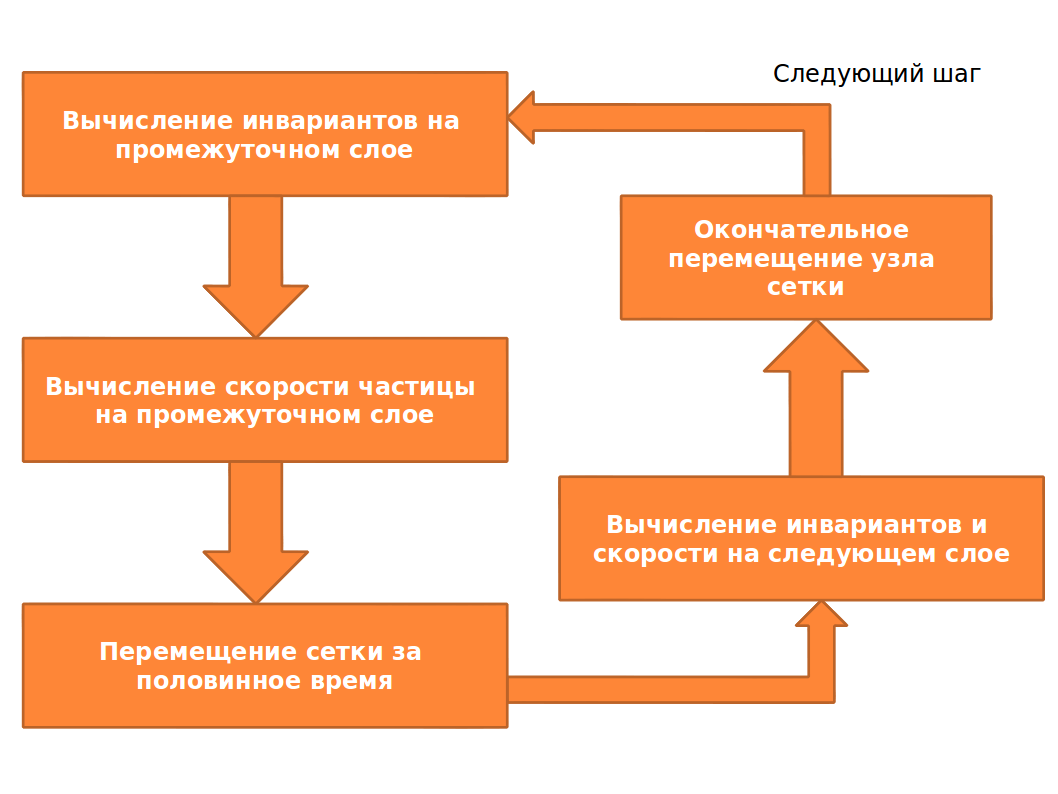 Следующий шаг
Вычисление инвариантов на
промежуточном слое
Окончательное
перемещение узла
сетки
Вычисление скорости частицы
на промежуточном слое
Вычисление инвариантов и
скорости на следующем слое
Перемещение сетки за
половинное время